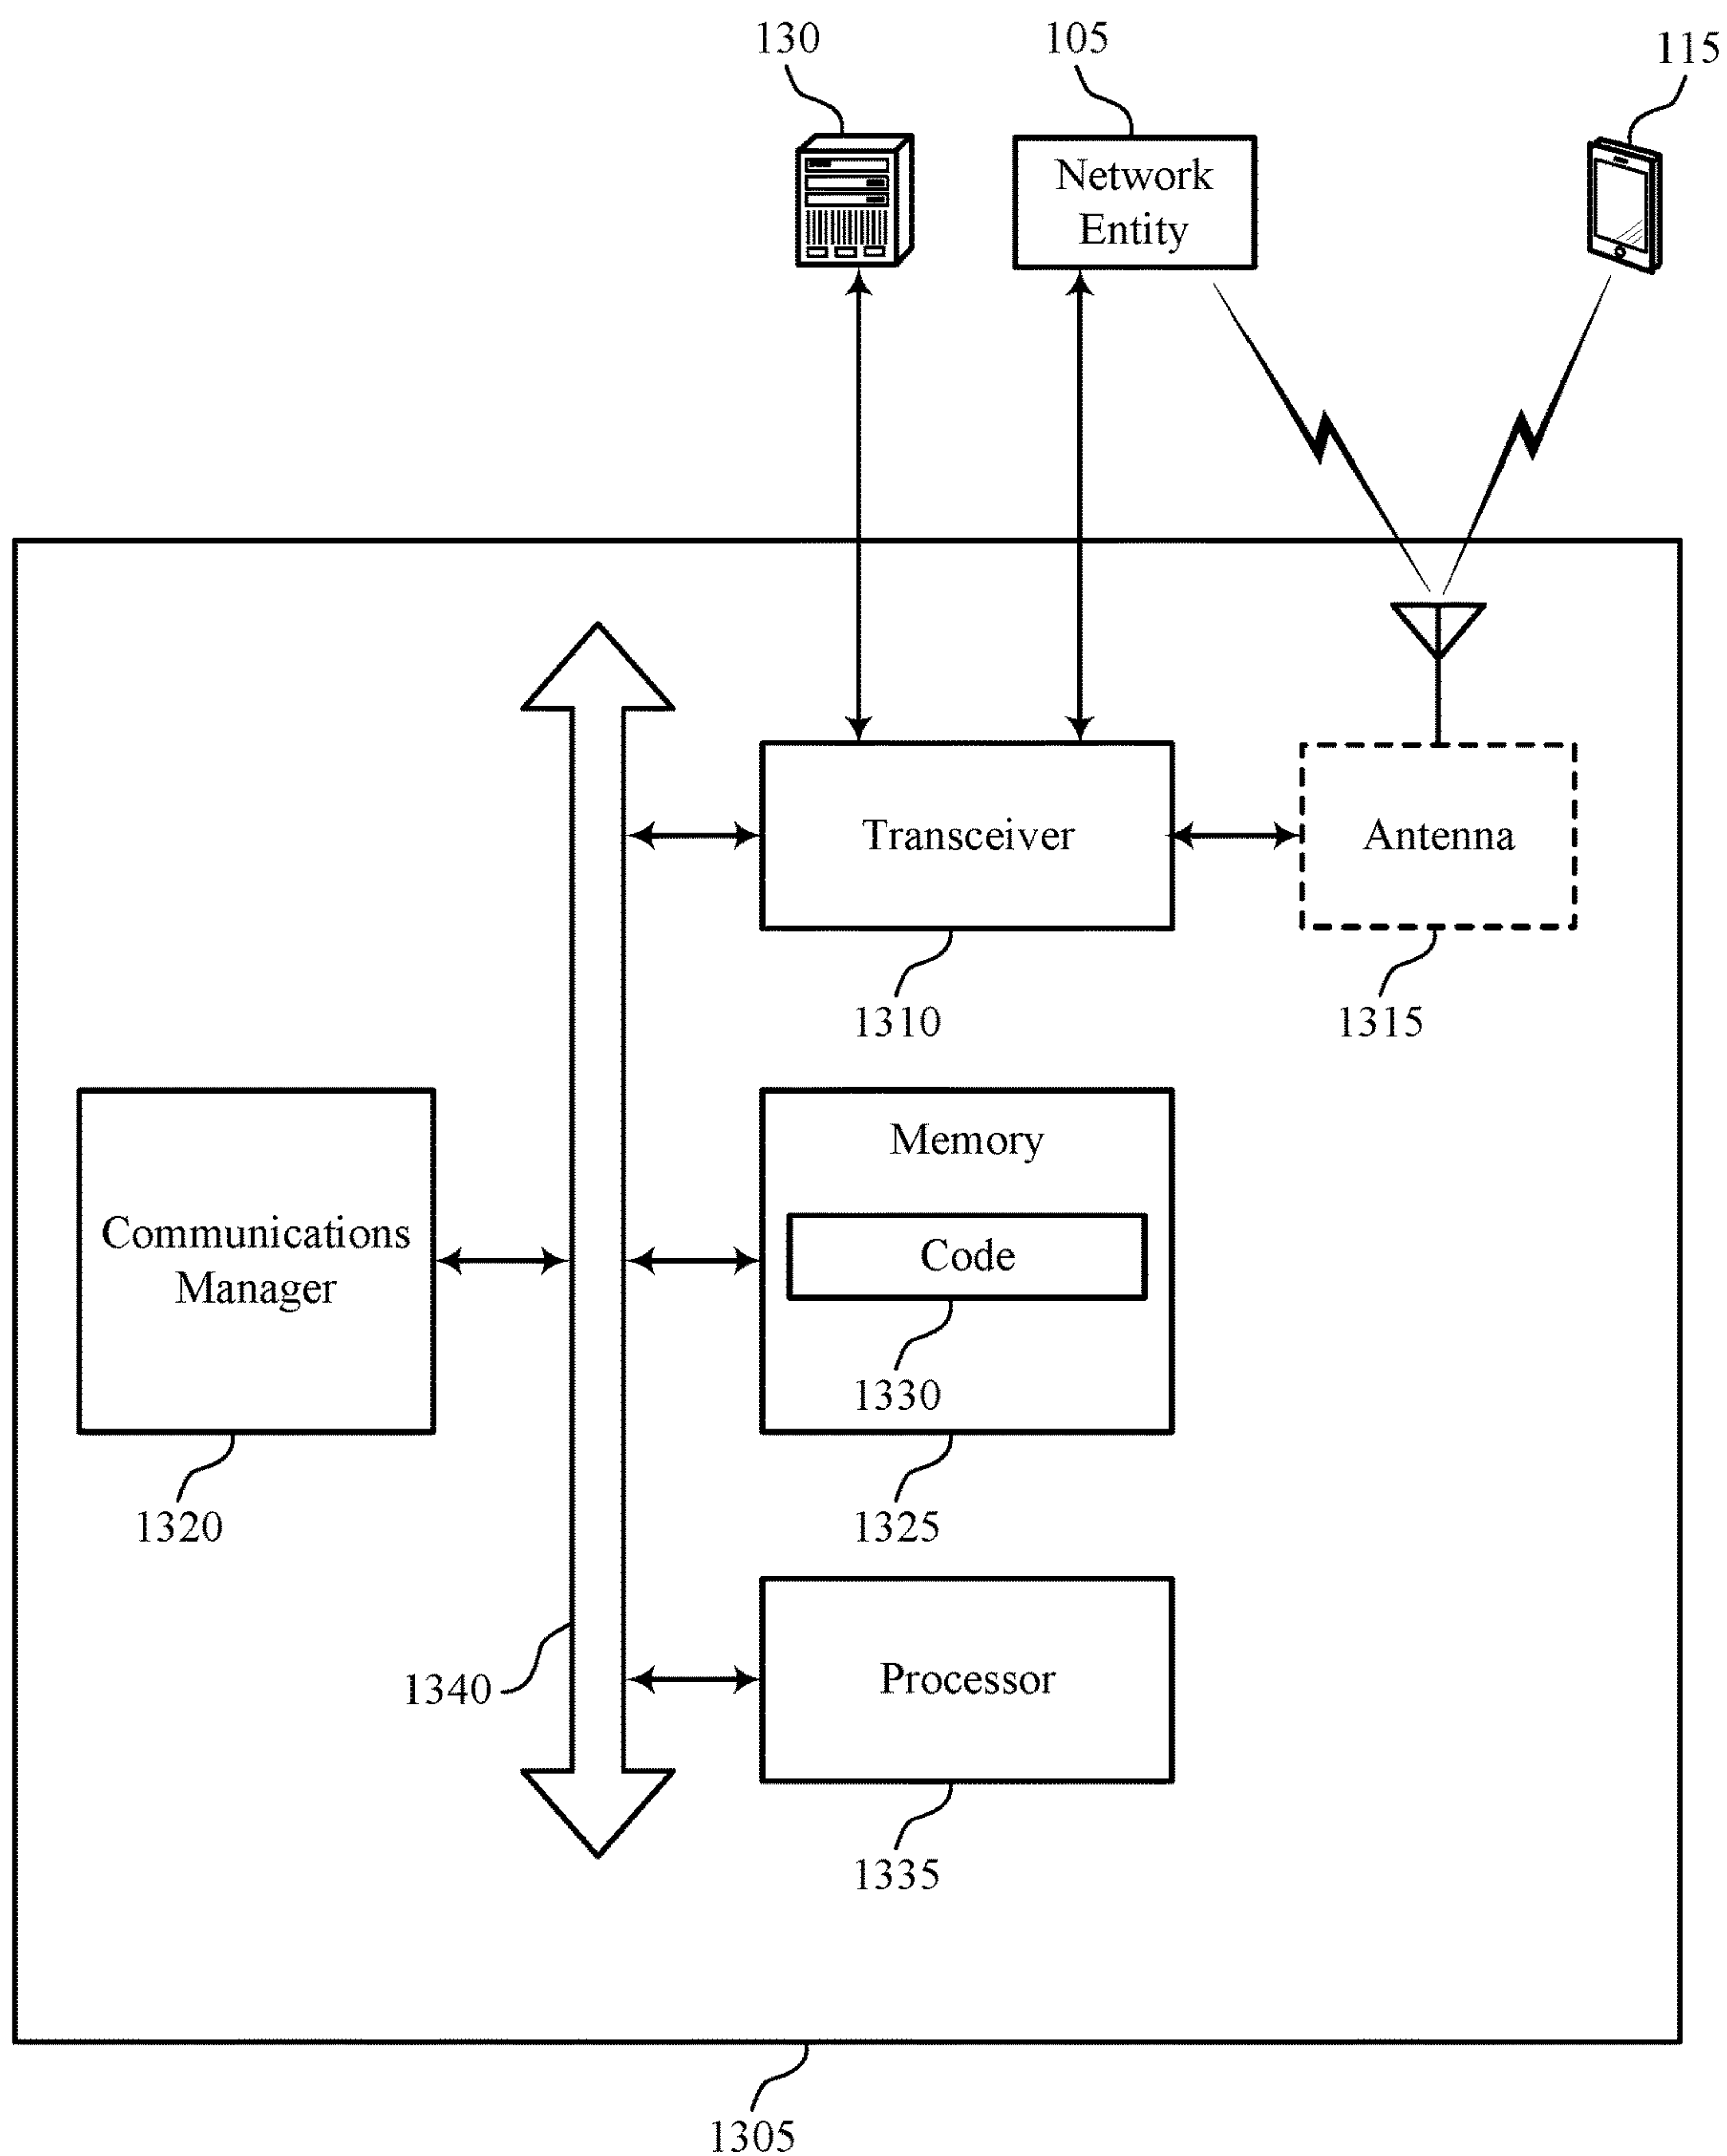 130
105
115
Network
Entity
Transceiver
Antenna
1310
1315
Memory
Communications
Manager
Code
1330
1320
1325
1340
Processor
1335
1305